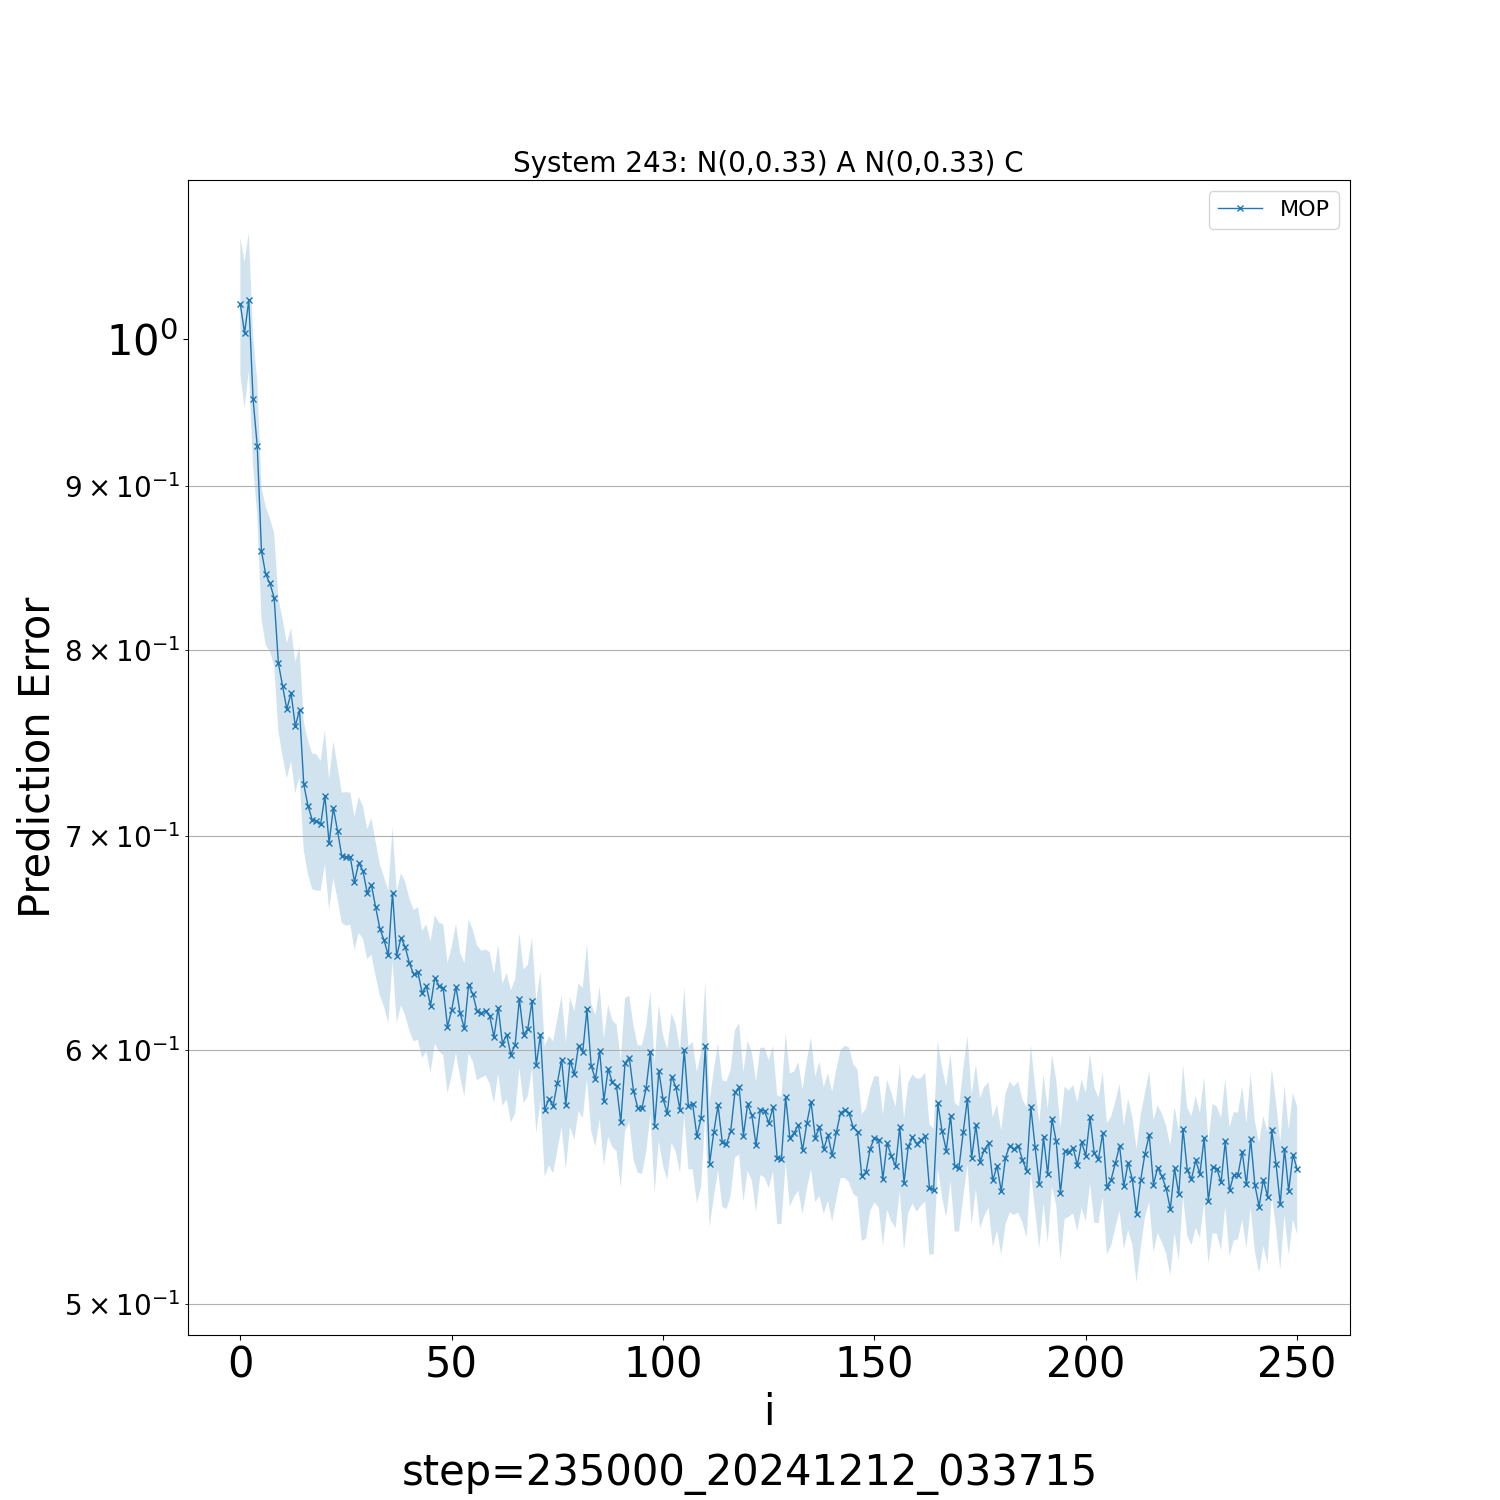 System 243: N(0,0.33) A N(0,0.33) C
MOP
10⁰
9 × 10⁻¹
8 × 10⁻¹
7 × 10⁻¹
6 × 10⁻¹
5 × 10⁻¹
Prediction Error
0 50 100 150 200 250
i
step=235000_20241212_033715